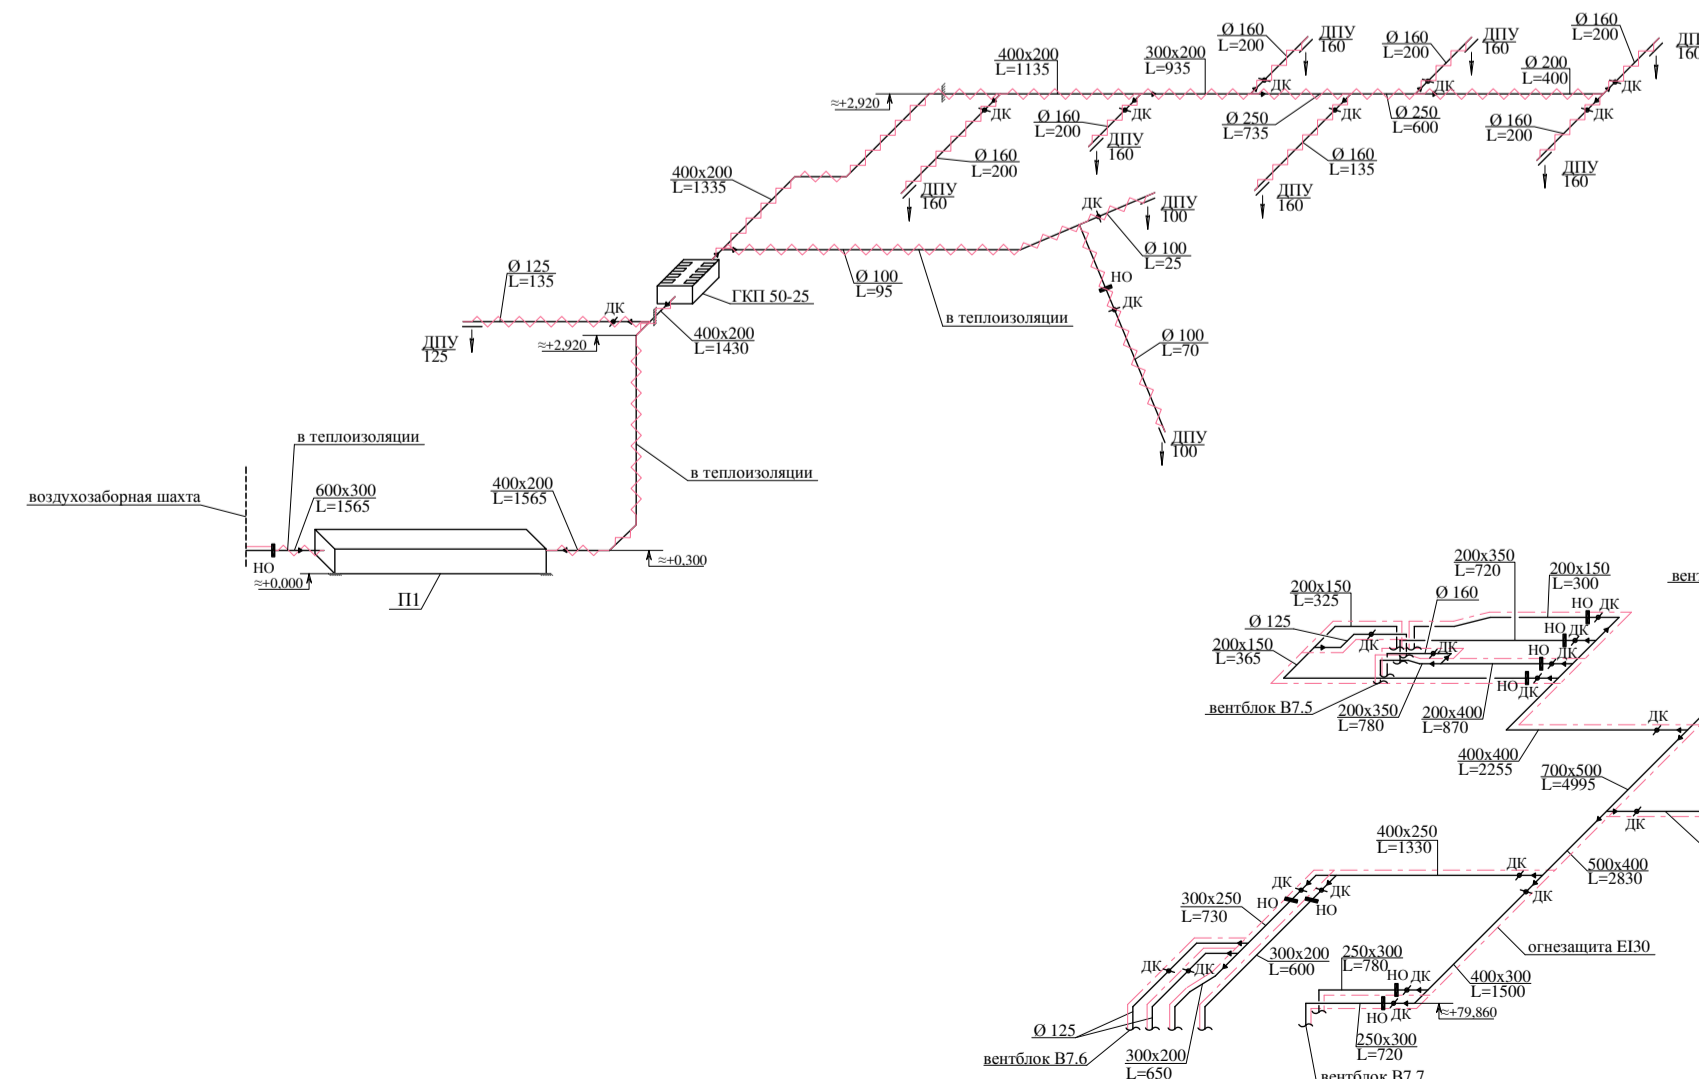 Ø 160
L=200
ДПУ
160
ДК
Ø 160
L=200
ДПУ
160
ДК
Ø 160
L=200
160
ДК
400x200
L=1135
300x200
L=935
Ø 200
L=400
≈+2,920
ДК
Ø 160
L=200
ДПУ
160
ДК
Ø 160
L=200
ДПУ
160
Ø 250
L=735
ДК
Ø 160
L=135
ДПУ
160
Ø 250
L=600
Ø 160
L=200
ДК
ДПУ
160
400x200
L=1335
ДК
ДПУ
100
Ø 100
L=25
НО
ДК
Ø 100
L=70
ДПУ
100
Ø 100
L=95
в теплоизоляции
ГКП 50-25
Ø 125
L=135
ДК
ДПУ
125
≈+2,920
400x200
L=1430
в теплоизоляции
в теплоизоляции
воздухозаборная шахта
600x300
L=1565
400x200
L=1565
НО
≈+0,000
≈+0,300
П1
200x350
L=720
200x150
L=300
200x150
L=325
Ø 160
НО
ДК
Ø 125
НО
ДК
200x150
L=365
ДК
ДК
НО
ДК
НО
ДК
вентблок В7.5
200x350
L=780
200x400
L=870
ДК
400x400
L=2255
700x500
L=4995
ДК
400x250
L=1330
ДК
ДК
500x400
L=2830
ДК
НО
ДК
НО
300x250
L=730
300x200
L=600
огнезащита EI30
ДК
ДК
250x300
L=780
НО
ДК
400x300
L=1500
НО
ДК
≈+79,860
Ø 125
250x300
L=720
вентблок В7.6
300x200
L=650
вентблок В7.7